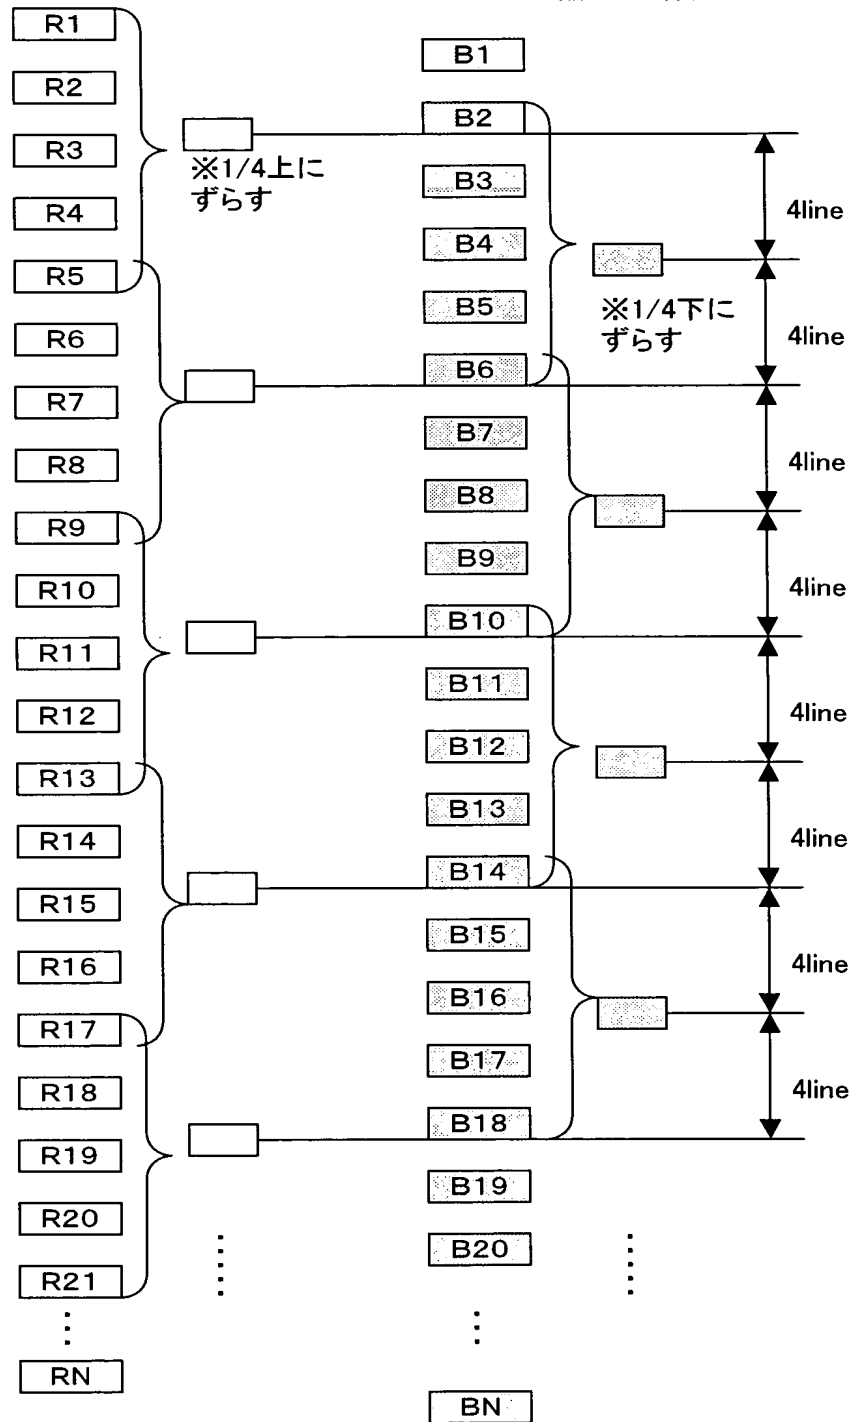 R1
R2
R3
R4
R5
R6
R7
R8
R9
R10
R11
R12
R13
R14
R15
R16
R17
R18
R19
R20
R21
RN
※1/4上に
ずらす
B1
B2
B3
B4
B5
B6
B7
B8
B9
B10
B11
B12
B13
B14
B15
B16
B17
B18
B19
B20
BN
※1/4下に
ずらす
4line
4line
4line
4line
4line
4line
4line
4line